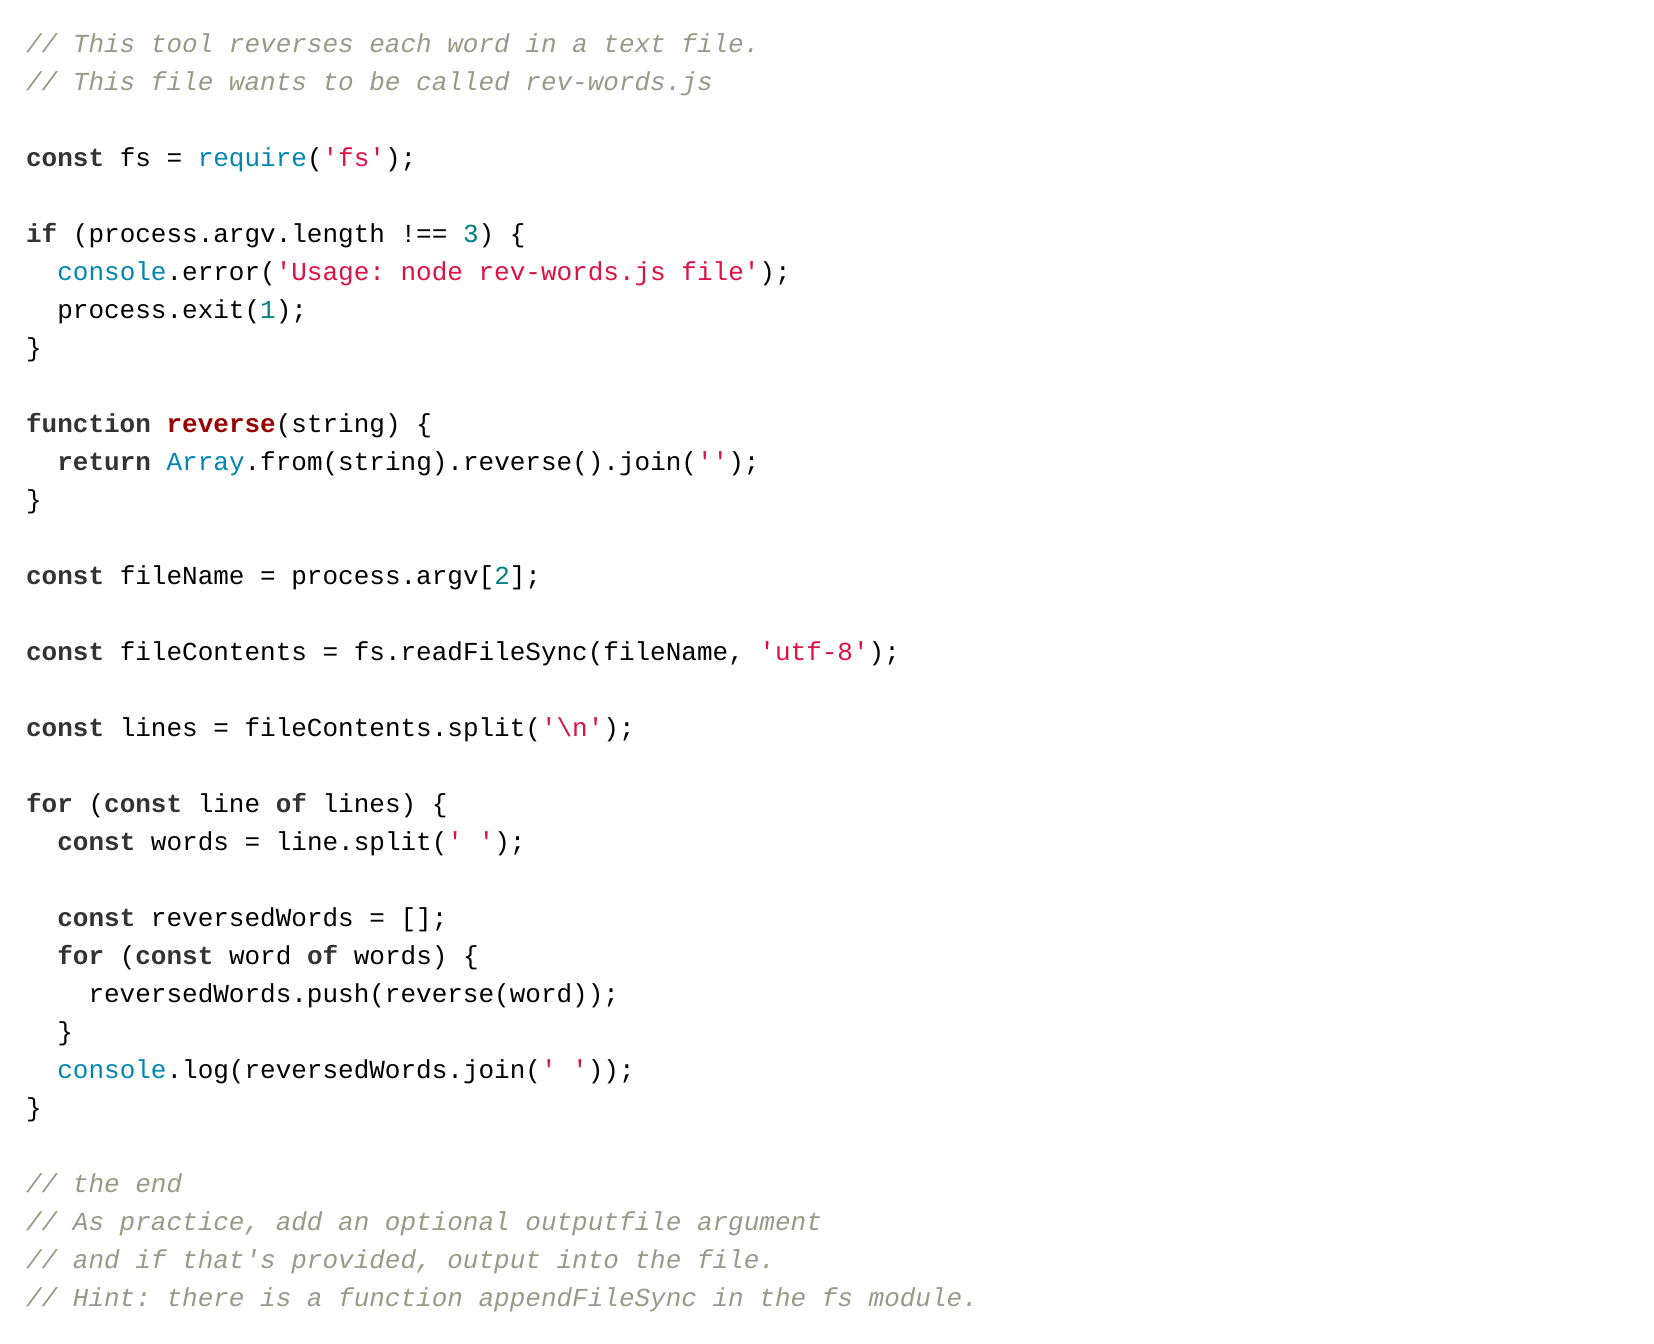 // This tool reverses each word in a text file.
// This file wants to be called rev-words.js

const fs = require('fs');

if (process.argv.length !== 3) {
  console.error('Usage: node rev-words.js file');
  process.exit(1);
}

function reverse(string) {
  return Array.from(string).reverse().join('');
}

const fileName = process.argv[2];

const fileContents = fs.readFileSync(fileName, 'utf-8');

const lines = fileContents.split('\n');

for (const line of lines) {
  const words = line.split(' ');

  const reversedWords = [];
  for (const word of words) {
    reversedWords.push(reverse(word));
  }
  console.log(reversedWords.join(' '));
}

// the end
// As practice, add an optional outputfile argument
// and if that's provided, output into the file.
// Hint: there is a function appendFileSync in the fs module.